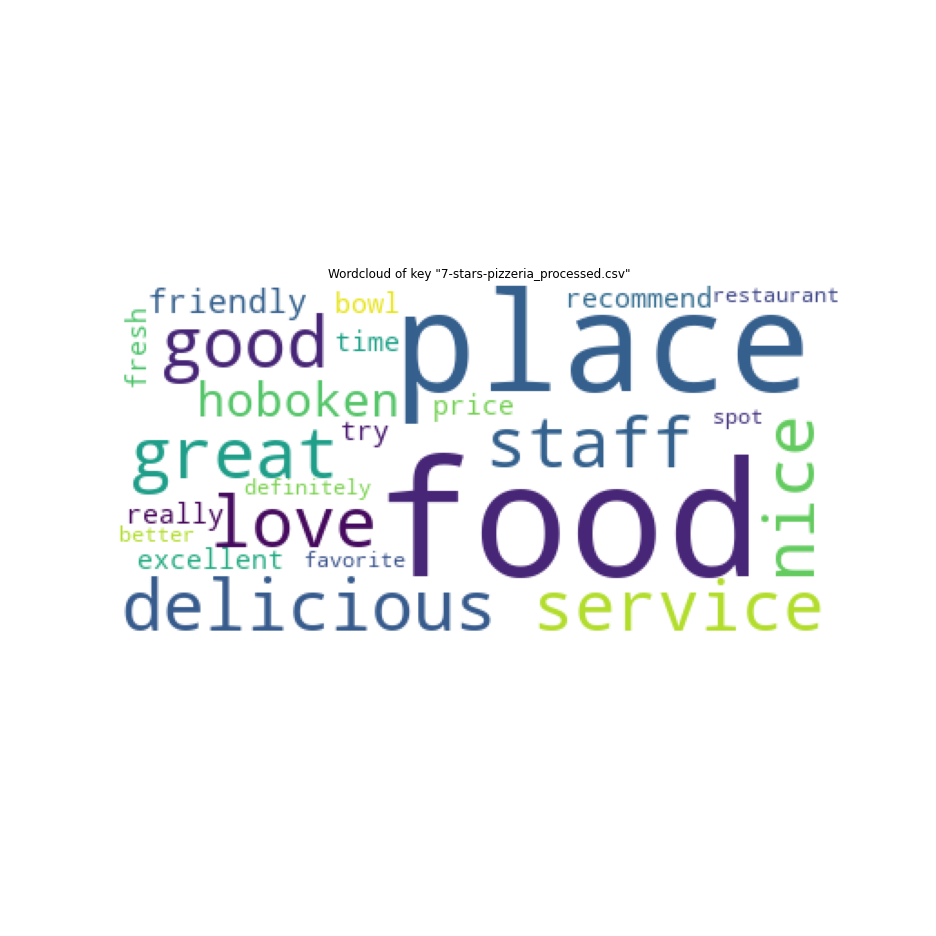 Wordcloud of key "7-stars-pizzeria_processed.csv"
friendly bowl place recommend restaurant
fresh good time
hoboken price
try staff spot
great nice
definitely food
really love
better
excellent favorite
delicious service